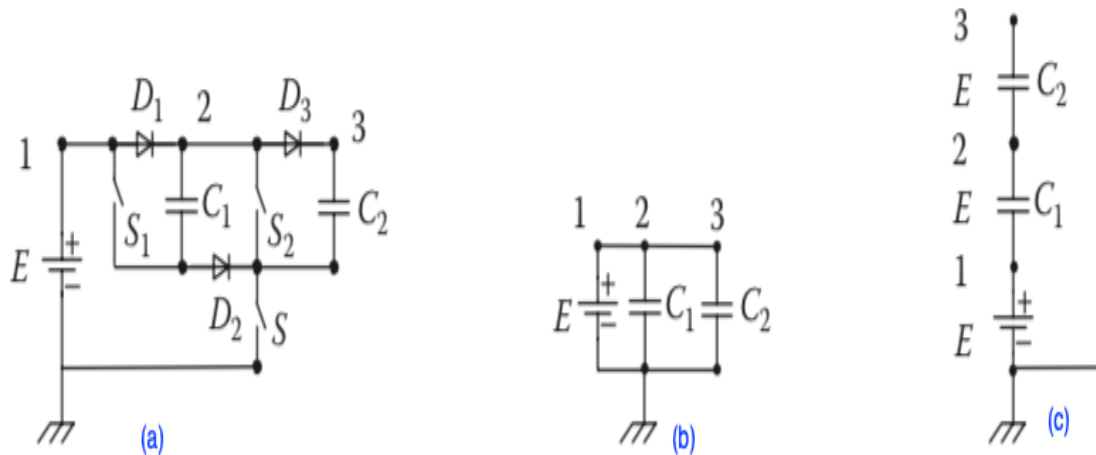 D1 2 D3 3
1
C1
S1 S2 C2
E + −
D2 S
(a)
1 2 3
E + − C1 C2
(b)
3
E C2
2
E C1
1
+
E −
(c)